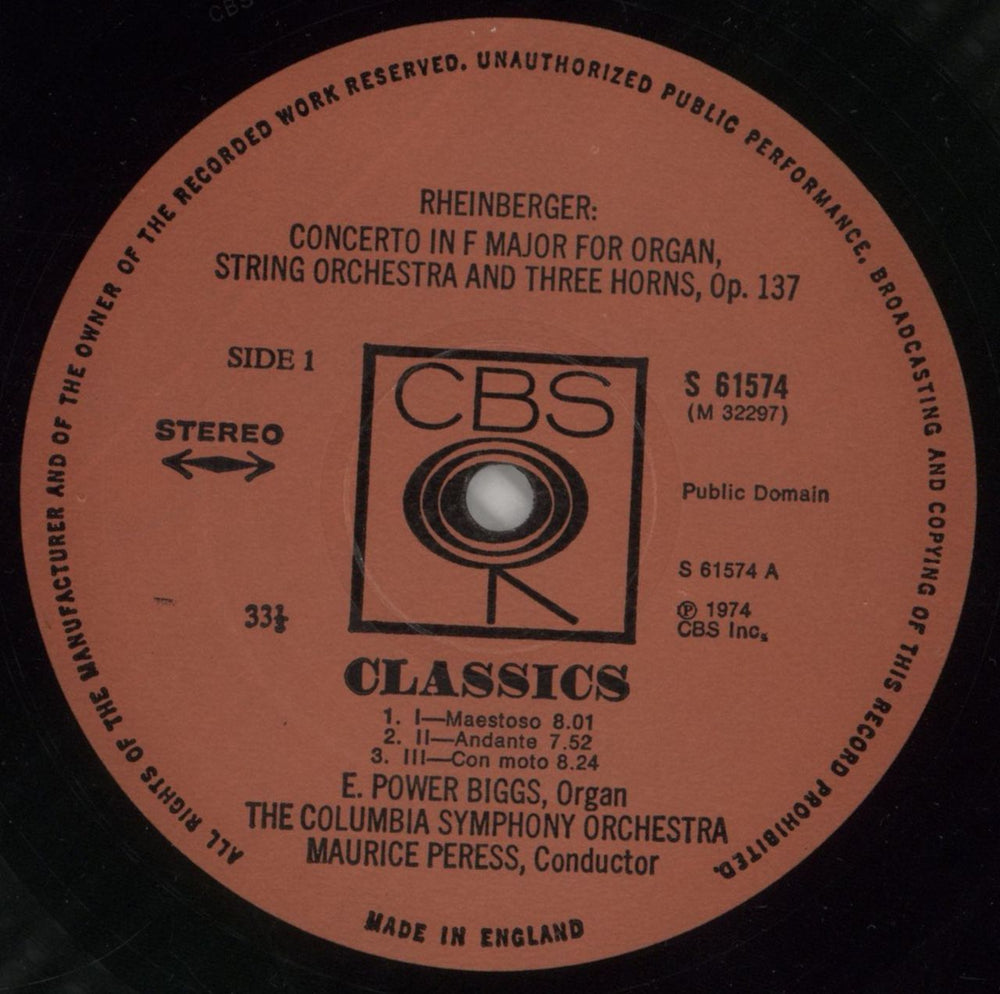 CBS
ALL RIGHTS OF THE MANUFACTURER AND OF THE OWNER OF THE RECORDED WORK RESERVED. UNAUTHORIZED PUBLIC PERFORMANCE, BROADCASTING AND COPYING OF THIS RECORD PROHIBITED.
RHEINBERGER:
CONCERTO IN F MAJOR FOR ORGAN,
STRING ORCHESTRA AND THREE HORNS, Op. 137
SIDE 1
STEREO
33⅓
CBS
S 61574
(M 32297)
Public Domain
S 61574 A
℗ 1974
CBS Inc.
CLASSICS
1. I—Maestoso 8.01
2. II—Andante 7.52
3. III—Con moto 8.24
E. POWER BIGGS, Organ
THE COLUMBIA SYMPHONY ORCHESTRA
MAURICE PERESS, Conductor
MADE IN ENGLAND